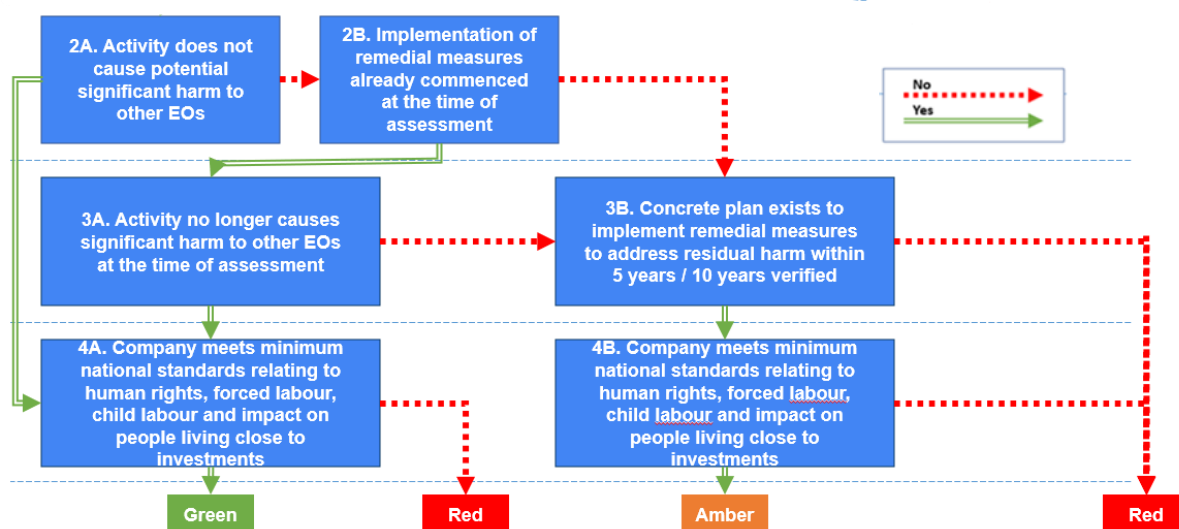 2A. Activity does not
cause potential
significant harm to
other EOs
2B. Implementation of
remedial measures
already commenced
at the time of
assessment
No
Yes
3A. Activity no longer causes
significant harm to other EOs
at the time of assessment
3B. Concrete plan exists to
implement remedial measures
to address residual harm within
5 years / 10 years verified
4A. Company meets minimum
national standards relating to
human rights, forced labour,
child labour and impact on
people living close to
investments
4B. Company meets minimum
national standards relating to
human rights, forced labour,
child labour and impact on
people living close to
investments
Green
Red
Amber
Red